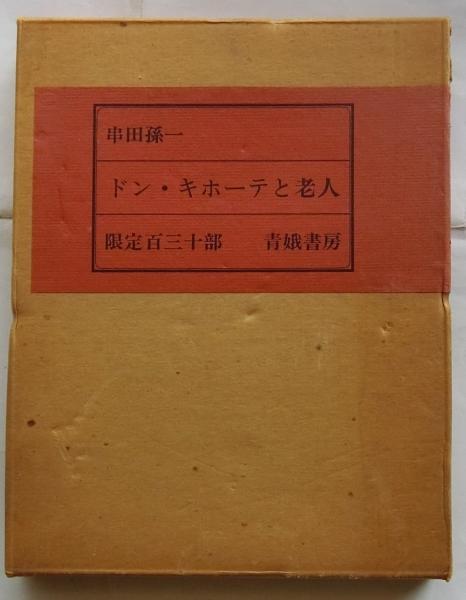 串田孫一
ドン・キホーテと老人
限定百三十部　青娥書房